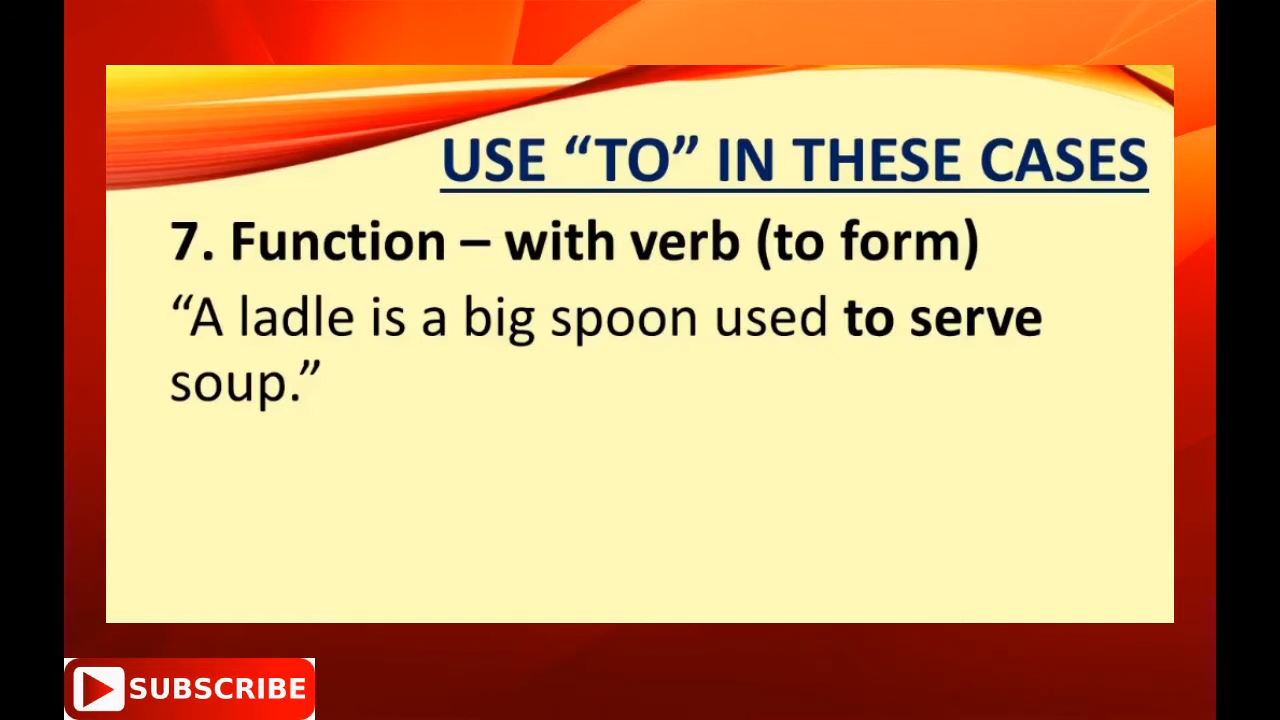 USE “TO” IN THESE CASES
7. Function – with verb (to form)
“A ladle is a big spoon used to serve
soup.”
SUBSCRIBE